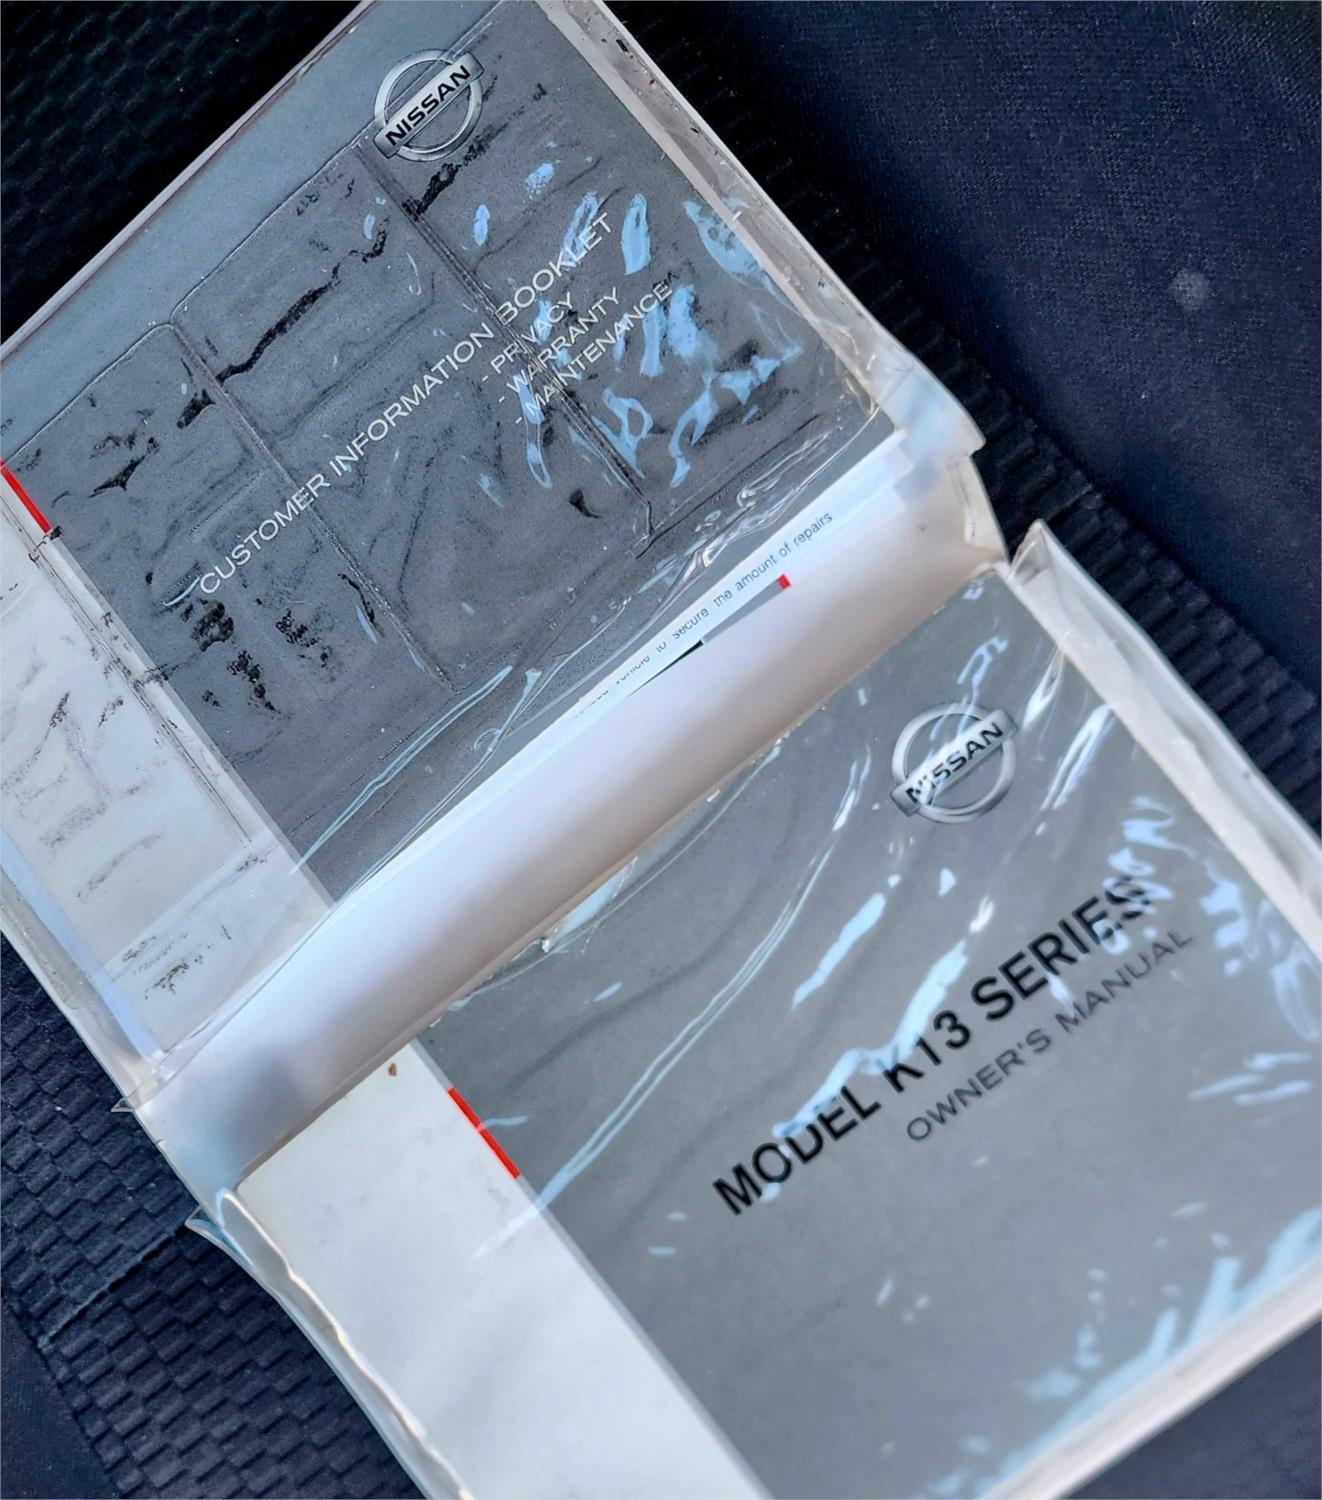 NISSAN
CUSTOMER INFORMATION BOOKLET
- PRIVACY
- WARRANTY
- MAINTENANCE
vehicle to secure the amount of repairs
NISSAN
MODEL K13 SERIES
OWNER'S MANUAL